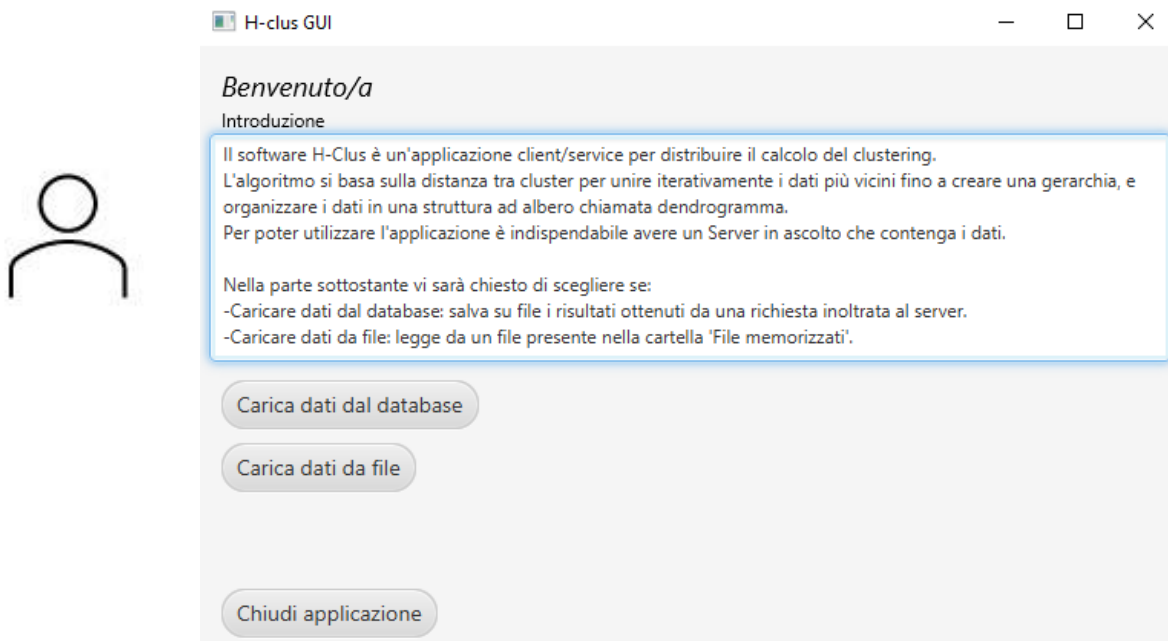 H-clus GUI
Benvenuto/a
Introduzione
Il software H-Clus è un'applicazione client/service per distribuire il calcolo del clustering.
L'algoritmo si basa sulla distanza tra cluster per unire iterativamente i dati più vicini fino a creare una gerarchia, e
organizzare i dati in una struttura ad albero chiamata dendrogramma.
Per poter utilizzare l'applicazione è indispendabile avere un Server in ascolto che contenga i dati.
Nella parte sottostante vi sarà chiesto di scegliere se:
-Caricare dati dal database: salva su file i risultati ottenuti da una richiesta inoltrata al server.
-Caricare dati da file: legge da un file presente nella cartella 'File memorizzati'.
Carica dati dal database
Carica dati da file
Chiudi applicazione